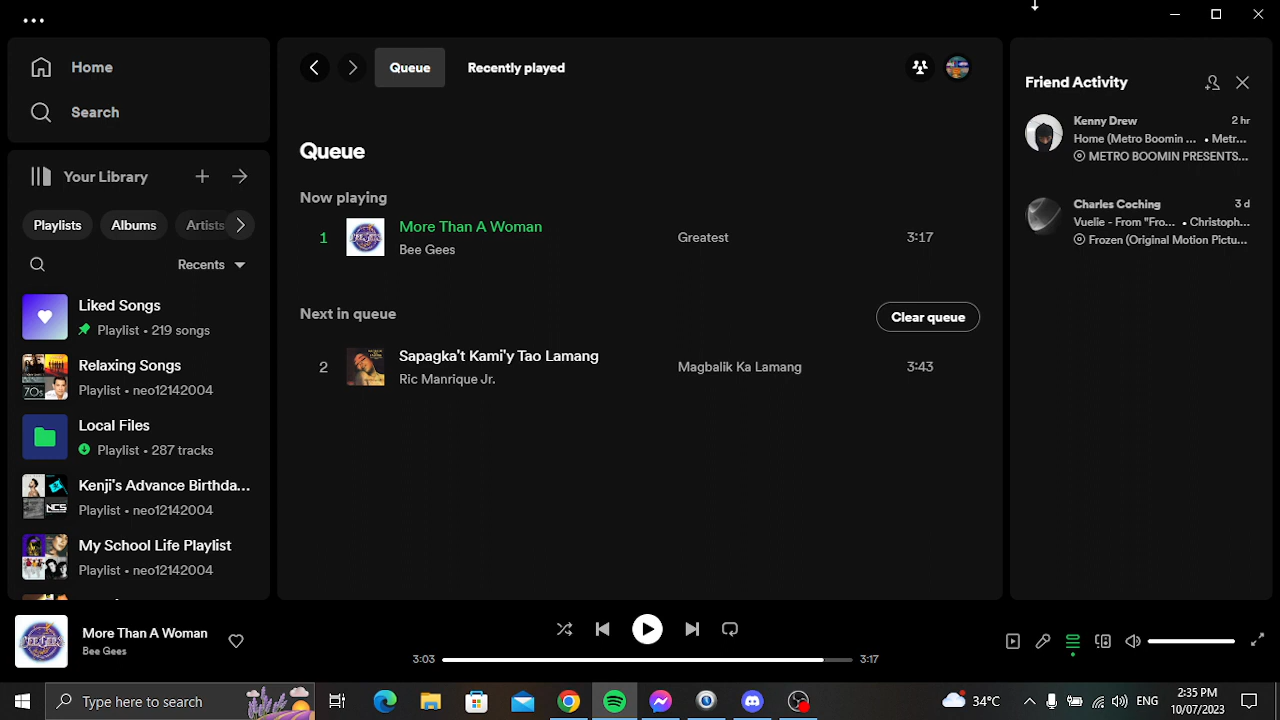 Home
Search
Your Library
Playlists
Albums
Artists
Recents
Liked Songs
Playlist • 219 songs
Relaxing Songs
Playlist • neo12142004
Local Files
Playlist • 287 tracks
Kenji's Advance Birthda...
Playlist • neo12142004
My School Life Playlist
Playlist • neo12142004
Queue
Recently played
Queue
Now playing
1
More Than A Woman
Bee Gees
Greatest
3:17
Next in queue
Clear queue
2
Sapagka't Kami'y Tao Lamang
Ric Manrique Jr.
Magbalik Ka Lamang
3:43
Friend Activity
Kenny Drew
2 hr
Home (Metro Boomin ... • Metr...
METRO BOOMIN PRESENTS...
Charles Coching
3 d
Vuelle - From "Fro... • Christoph...
Frozen (Original Motion Pictu...
More Than A Woman
Bee Gees
3:03
3:17
Type here to search
34°C
ENG
2:35 PM
10/07/2023